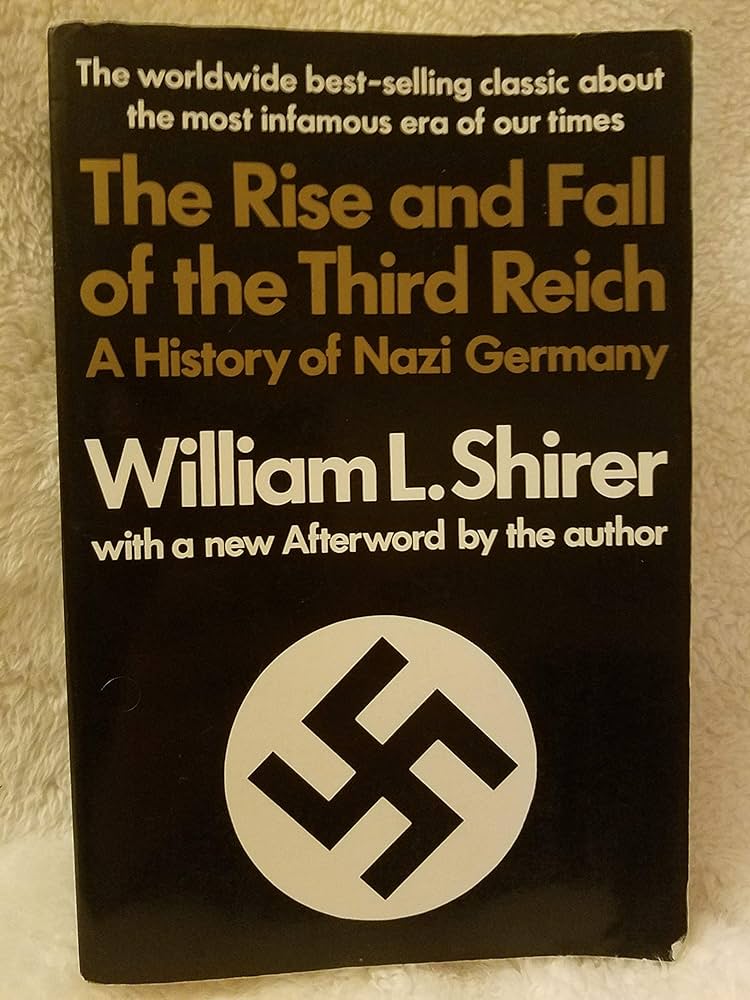 The worldwide best-selling classic about
the most infamous era of our times
The Rise and Fall
of the Third Reich
A History of Nazi Germany
William L. Shirer
with a new Afterword by the author